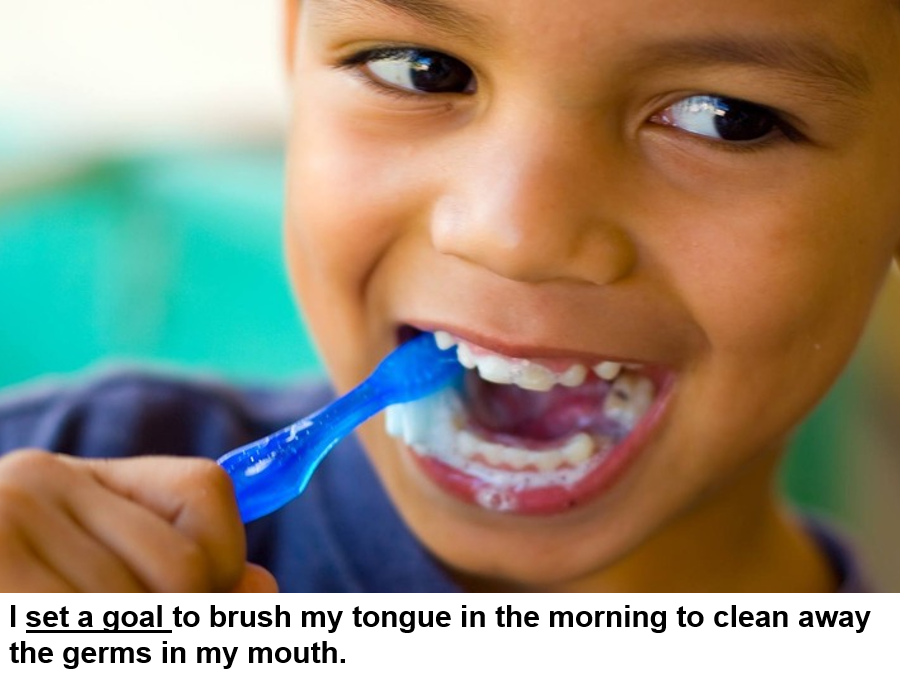 I set a goal to brush my tongue in the morning to clean away
the germs in my mouth.